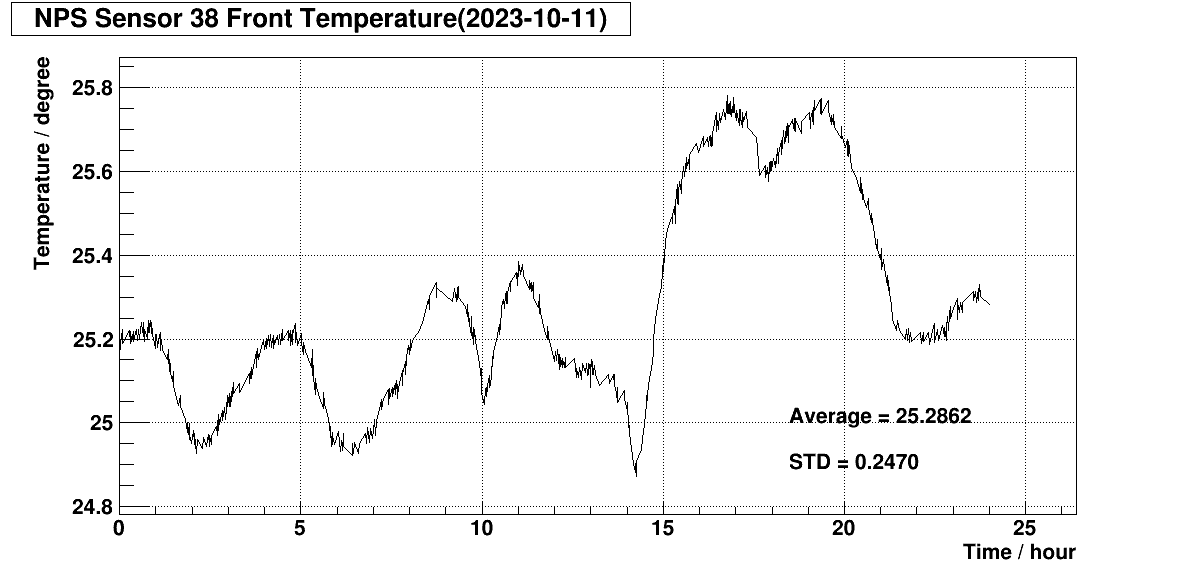 NPS Sensor 38 Front Temperature(2023-10-11)
Temperature / degree
25.8
25.6
25.4
25.2
25
24.8
Average = 25.2862
STD = 0.2470
0 5 10 15 20 25
Time / hour